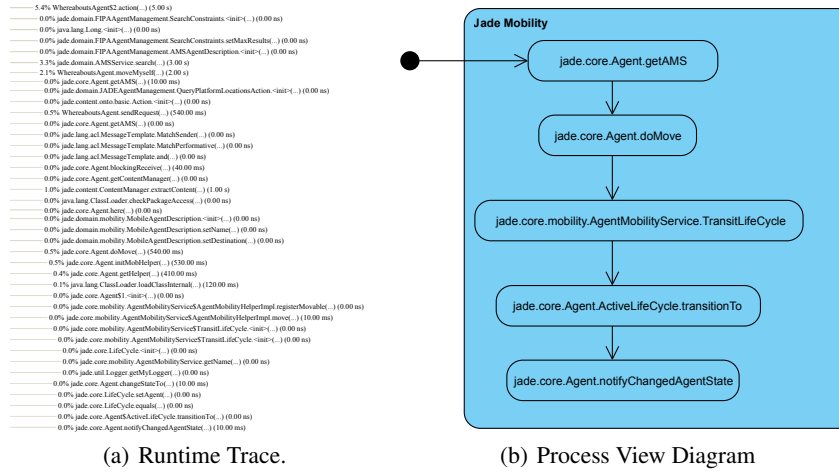 5.4% WhereaboutsAgent$2.action(...) (5.00 s)
0.0% jade.domain.FIPAAgentManagement.SearchConstraints.<init>(...) (0.00 ns)
0.0% java.lang.Long.<init>(...) (0.00 ns)
0.0% jade.domain.FIPAAgentManagement.SearchConstraints.setMaxResults(...) (0.00 ns)
0.0% jade.domain.FIPAAgentManagement.AMSAgentDescription.<init>(...) (0.00 ns)
3.3% jade.domain.AMSService.search(...) (3.00 s)
2.1% WhereaboutsAgent.moveMyself(...) (2.00 s)
0.0% jade.core.Agent.getAMS(...) (10.00 ms)
0.0% jade.domain.JADEAgentManagement.QueryPlatformLocationsAction.<init>(...) (0.00 ns)
0.0% jade.content.onto.basic.Action.<init>(...) (0.00 ns)
0.5% WhereaboutsAgent.sendRequest(...) (540.00 ms)
0.0% jade.core.Agent.getAMS(...) (0.00 ns)
0.0% jade.lang.acl.MessageTemplate.MatchSender(...) (0.00 ns)
0.0% jade.lang.acl.MessageTemplate.MatchPerformative(...) (0.00 ns)
0.0% jade.lang.acl.MessageTemplate.and(...) (0.00 ns)
0.0% jade.core.Agent.blockingReceive(...) (40.00 ms)
0.0% jade.core.Agent.getContentManager(...) (0.00 ns)
1.0% jade.content.ContentManager.extractContent(...) (1.00 s)
0.0% java.lang.ClassLoader.checkPackageAccess(...) (0.00 ns)
0.0% jade.core.Agent.here(...) (0.00 ns)
0.0% jade.domain.mobility.MobileAgentDescription.<init>(...) (0.00 ns)
0.0% jade.domain.mobility.MobileAgentDescription.setName(...) (0.00 ns)
0.0% jade.domain.mobility.MobileAgentDescription.setDestination(...) (0.00 ns)
0.5% jade.core.Agent.doMove(...) (540.00 ms)
0.5% jade.core.Agent.initMobHelper(...) (530.00 ms)
0.4% jade.core.Agent.getHelper(...) (410.00 ms)
0.1% java.lang.ClassLoader.loadClassInternal(...) (120.00 ms)
0.0% jade.core.Agent$1.<init>(...) (0.00 ns)
0.0% jade.core.mobility.AgentMobilityService$AgentMobilityHelperImpl.registerMovable(...) (0.00 ns)
0.0% jade.core.mobility.AgentMobilityService$AgentMobilityHelperImpl.move(...) (10.00 ms)
0.0% jade.core.mobility.AgentMobilityService$TransitLifeCycle.<init>(...) (0.00 ns)
0.0% jade.core.mobility.AgentMobilityService$TransitLifeCycle.<init>(...) (0.00 ns)
0.0% jade.core.LifeCycle.<init>(...) (0.00 ns)
0.0% jade.core.mobility.AgentMobilityService.getName(...) (0.00 ns)
0.0% jade.util.Logger.getMyLogger(...) (0.00 ns)
0.0% jade.core.Agent.changeStateTo(...) (10.00 ms)
0.0% jade.core.LifeCycle.setAgent(...) (0.00 ns)
0.0% jade.core.LifeCycle.equals(...) (0.00 ns)
0.0% jade.core.Agent$ActiveLifeCycle.transitionTo(...) (0.00 ns)
0.0% jade.core.Agent.notifyChangedAgentState(...) (10.00 ms)
(a) Runtime Trace.
Jade Mobility
jade.core.Agent.getAMS
jade.core.Agent.doMove
jade.core.mobility.AgentMobilityService.TransitLifeCycle
jade.core.Agent.ActiveLifeCycle.transitionTo
jade.core.Agent.notifyChangedAgentState
(b) Process View Diagram